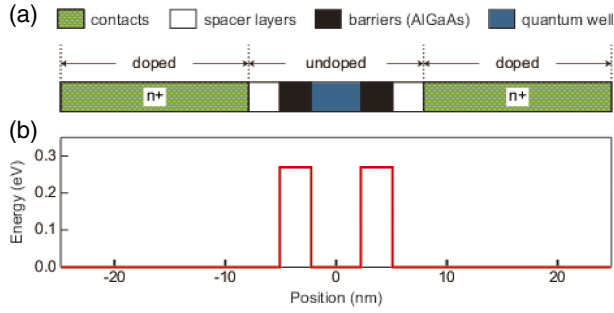 (a) contacts spacer layers barriers (AlGaAs) quantum well
doped undoped doped
n+ n+
(b)
Energy (eV)
0.3
0.2
0.1
0.0
-20 -10 0 10 20
Position (nm)